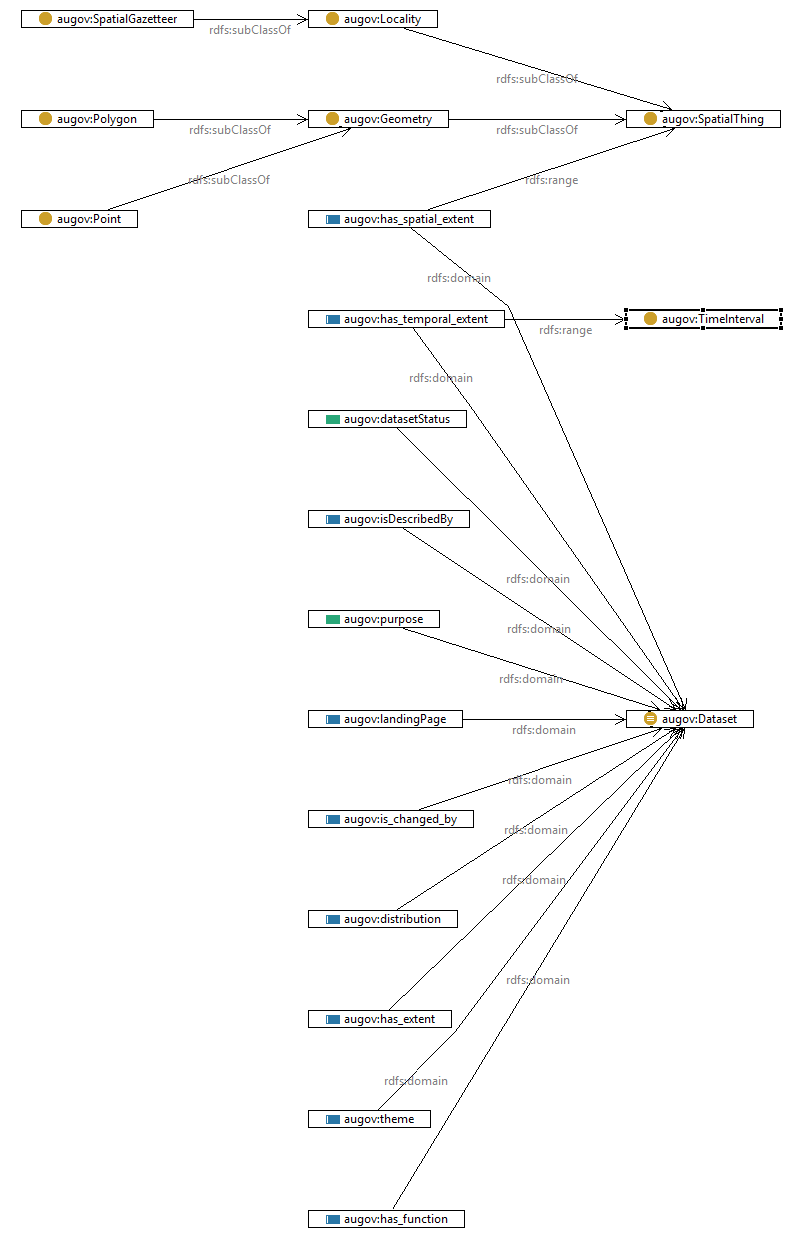 augov:SpatialGazetteer
rdfs:subClassOf
augov:Locality
rdfs:subClassOf
augov:Polygon
rdfs:subClassOf
augov:Geometry
rdfs:subClassOf
augov:SpatialThing
rdfs:subClassOf
rdfs:range
augov:Point
augov:has_spatial_extent
rdfs:domain
augov:has_temporal_extent
rdfs:range
augov:TimeInterval
rdfs:domain
augov:datasetStatus
augov:isDescribedBy
rdfs:domain
augov:purpose
rdfs:domain
rdfs:domain
augov:landingPage
rdfs:domain
augov:Dataset
rdfs:domain
augov:is_changed_by
rdfs:domain
rdfs:domain
augov:distribution
rdfs:domain
augov:has_extent
rdfs:domain
augov:theme
augov:has_function